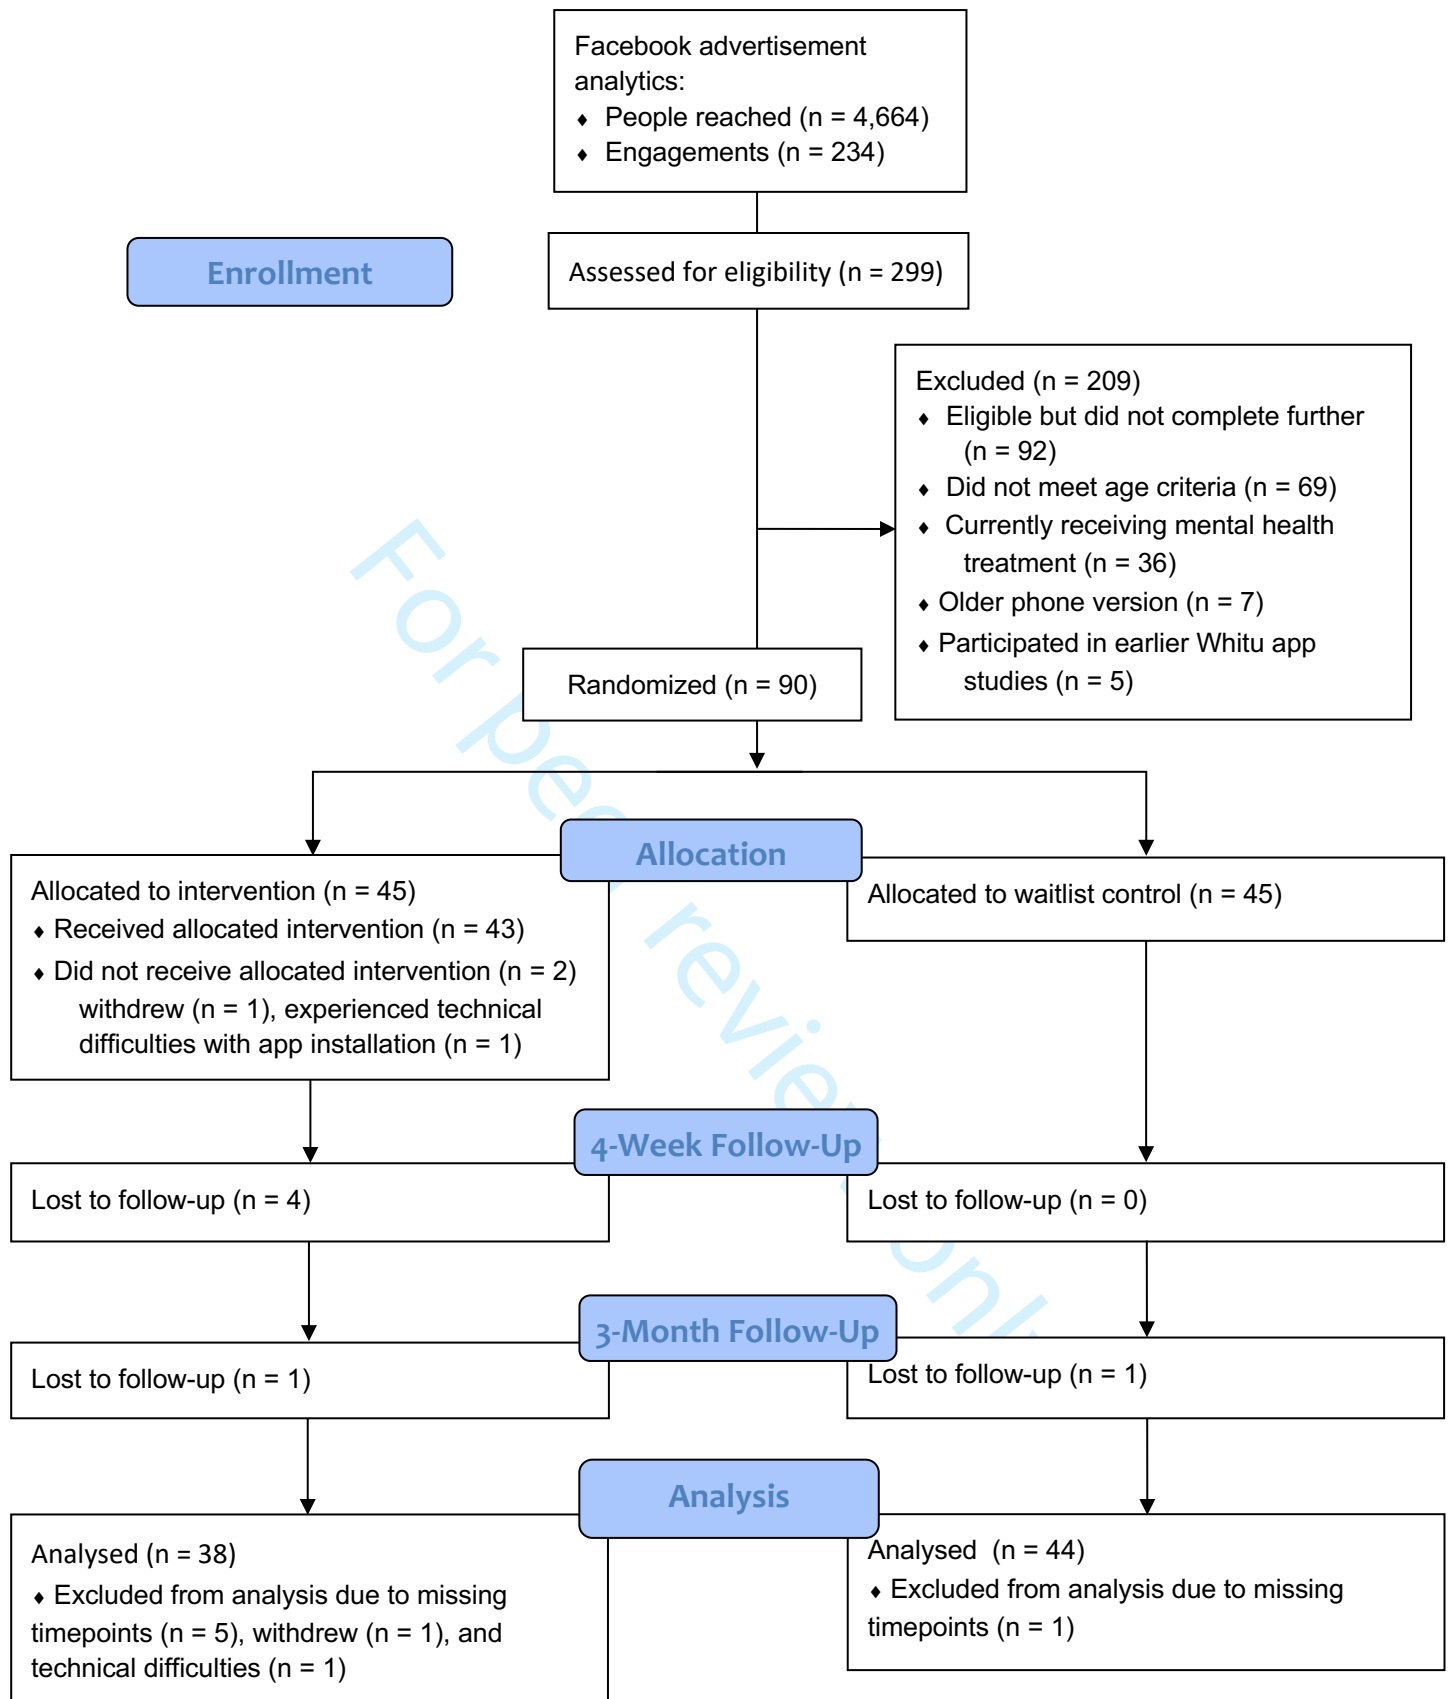 Facebook advertisement
analytics:
♦ People reached (n = 4,664)
♦ Engagements (n = 234)
Enrollment
Assessed for eligibility (n = 299)
Excluded (n = 209)
♦ Eligible but did not complete further
(n = 92)
♦ Did not meet age criteria (n = 69)
♦ Currently receiving mental health
treatment (n = 36)
♦ Older phone version (n = 7)
♦ Participated in earlier Whitu app
studies (n = 5)
Randomized (n = 90)
Allocation
Allocated to intervention (n = 45)
♦ Received allocated intervention (n = 43)
♦ Did not receive allocated intervention (n = 2)
withdrew (n = 1), experienced technical
difficulties with app installation (n = 1)
Allocated to waitlist control (n = 45)
4-Week Follow-Up
Lost to follow-up (n = 4)
Lost to follow-up (n = 0)
3-Month Follow-Up
Lost to follow-up (n = 1)
Lost to follow-up (n = 1)
Analysis
Analysed (n = 38)
♦ Excluded from analysis due to missing
timepoints (n = 5), withdrew (n = 1), and
technical difficulties (n = 1)
Analysed (n = 44)
♦ Excluded from analysis due to missing
timepoints (n = 1)
For peer review only